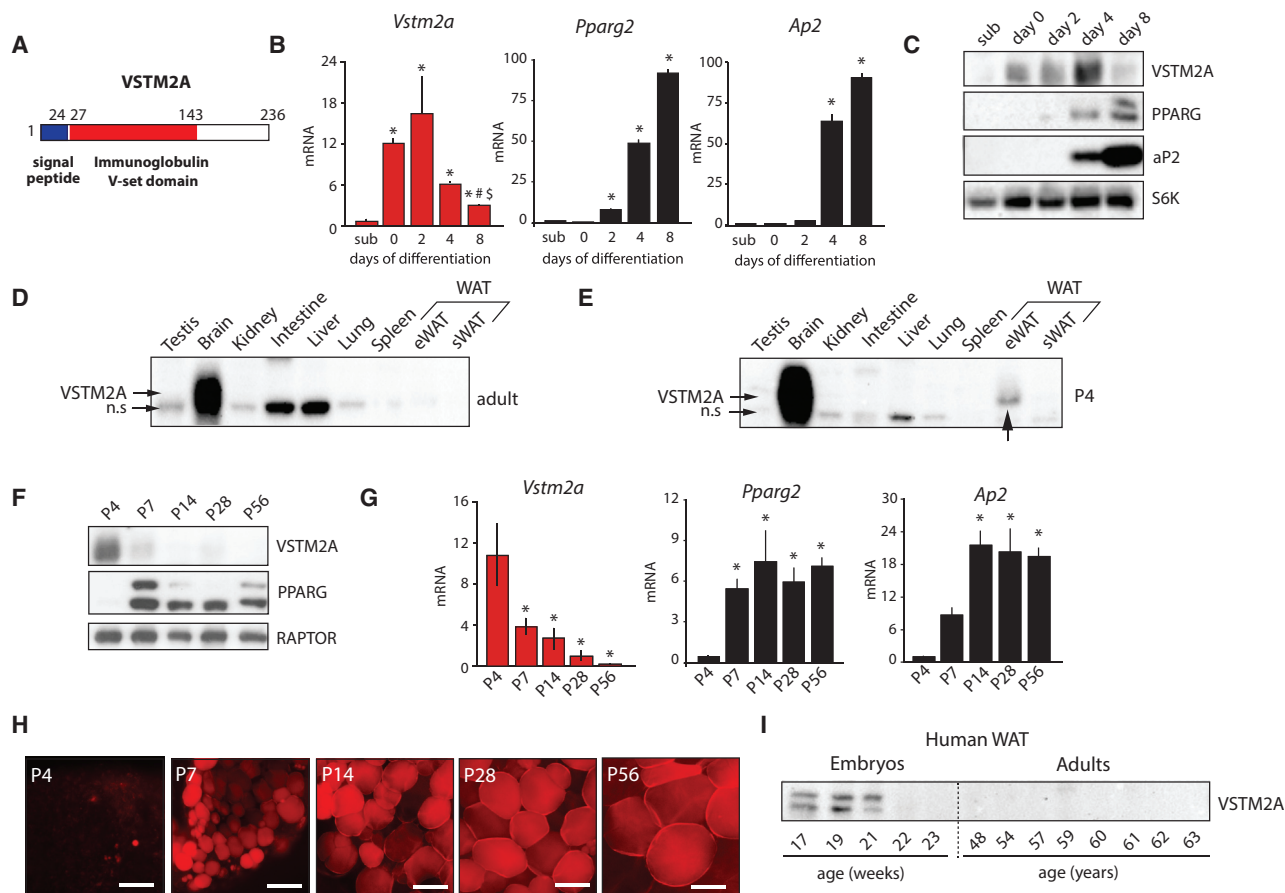 A
VSTM2A
1
24 27
143
236
signal
peptide
Immunoglobulin
V-set domain
B
Vstm2a
mRNA
18
12
6
0
*
*
*
* # $
sub 0 2 4 8
days of differentiation
Pparg2
mRNA
100
75
50
25
0
*
*
*
sub 0 2 4 8
days of differentiation
Ap2
mRNA
100
75
50
25
0
*
*
sub 0 2 4 8
days of differentiation
C
sub day 0 day 2 day 4 day 8
VSTM2A
PPARG
aP2
S6K
D
WAT
Testis Brain Kidney Intestine Liver Lung Spleen eWAT sWAT
VSTM2A
n.s
adult
E
WAT
Testis Brain Kidney Intestine Liver Lung Spleen eWAT sWAT
VSTM2A
n.s
P4
F
P4 P7 P14 P28 P56
VSTM2A
PPARG
RAPTOR
G
Vstm2a
mRNA
16
12
8
4
0
*
*
*
*
P4 P7 P14 P28 P56
Pparg2
mRNA
12
9
6
3
0
*
*
*
*
P4 P7 P14 P28 P56
Ap2
mRNA
30
24
18
12
6
0
*
*
*
P4 P7 P14 P28 P56
H
P4
P7
P14
P28
P56
I
Human WAT
Embryos
Adults
VSTM2A
17 19 21 22 23
48 54 57 59 60 61 62 63
age (weeks)
age (years)